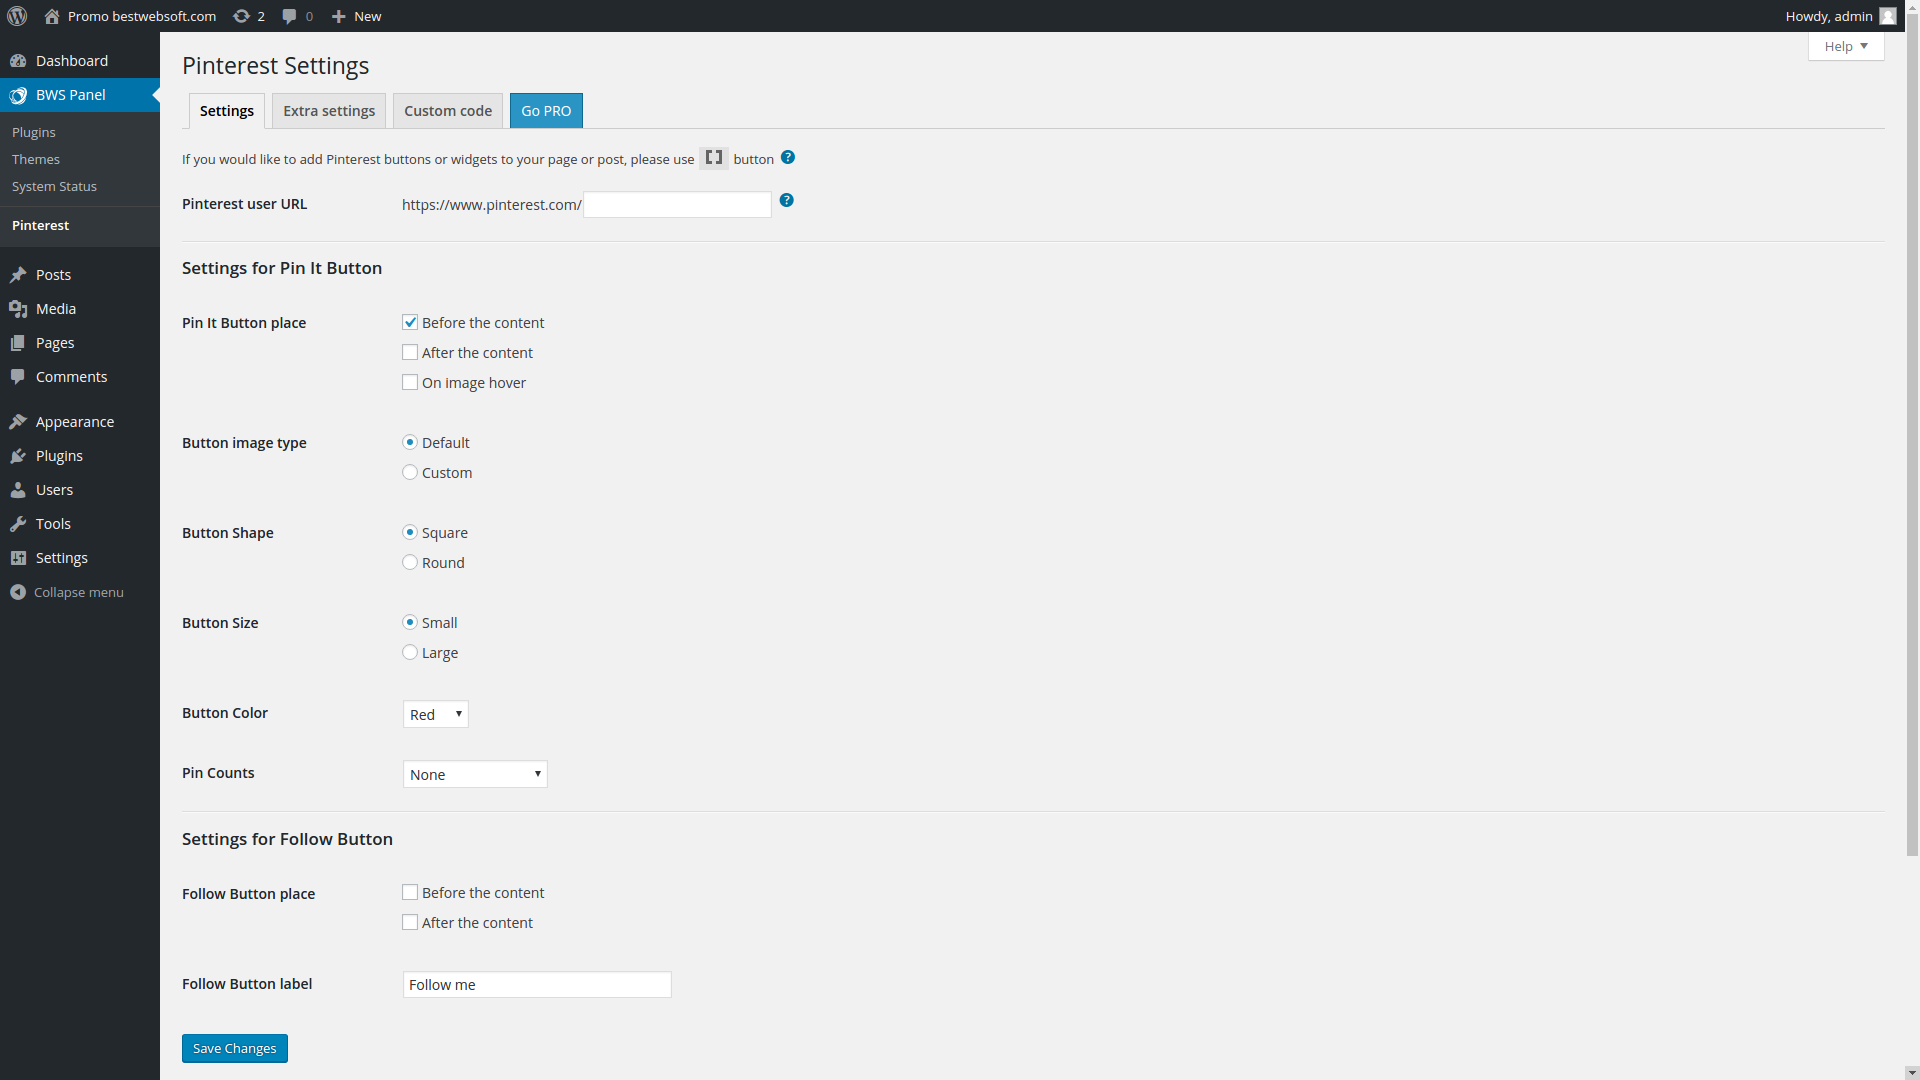 Promo bestwebsoft.com 2 0 New Howdy, admin
Help
Dashboard
BWS Panel
Plugins
Themes
System Status
Pinterest
Posts
Media
Pages
Comments
Appearance
Plugins
Users
Tools
Settings
Collapse menu
Pinterest Settings
Settings Extra settings Custom code Go PRO
If you would like to add Pinterest buttons or widgets to your page or post, please use [] button ?
Pinterest user URL https://www.pinterest.com/ ?
Settings for Pin It Button
Pin It Button place Before the content
After the content
On image hover
Button image type Default
Custom
Button Shape Square
Round
Button Size Small
Large
Button Color Red
Pin Counts None
Settings for Follow Button
Follow Button place Before the content
After the content
Follow Button label Follow me
Save Changes